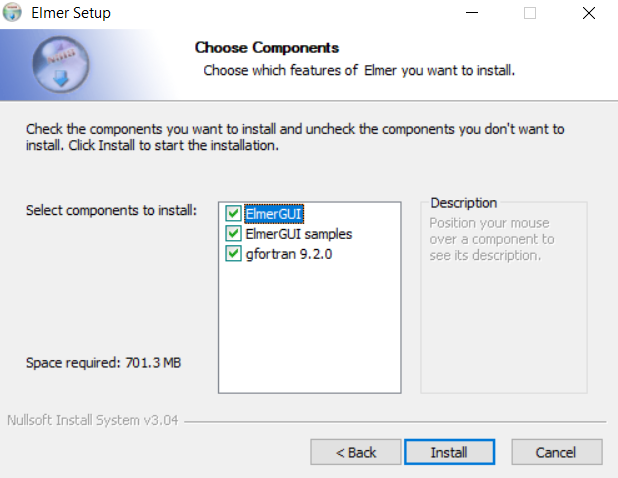 Elmer Setup
Choose Components
Choose which features of Elmer you want to install.
Check the components you want to install and uncheck the components you don't want to
install. Click Install to start the installation.
Select components to install:
ElmerGUI
ElmerGUI samples
gfortran 9.2.0
Description
Position your mouse
over a component to
see its description.
Space required: 701.3 MB
Nullsoft Install System v3.04
< Back
Install
Cancel